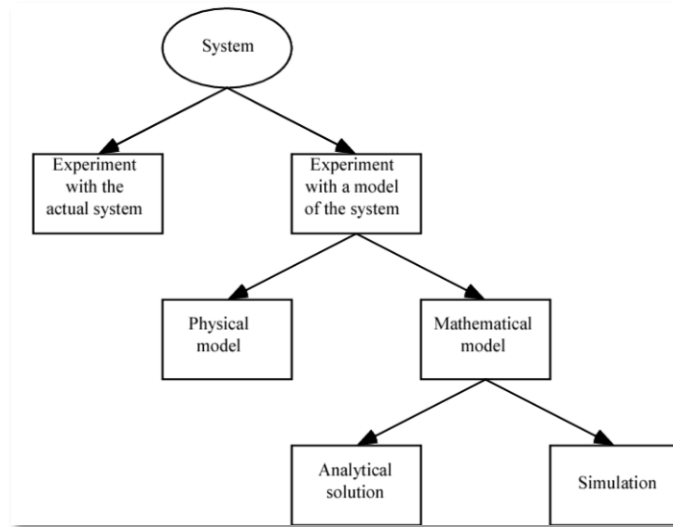 System
Experiment
with the
actual system
Experiment
with a model
of the system
Physical
model
Mathematical
model
Analytical
solution
Simulation